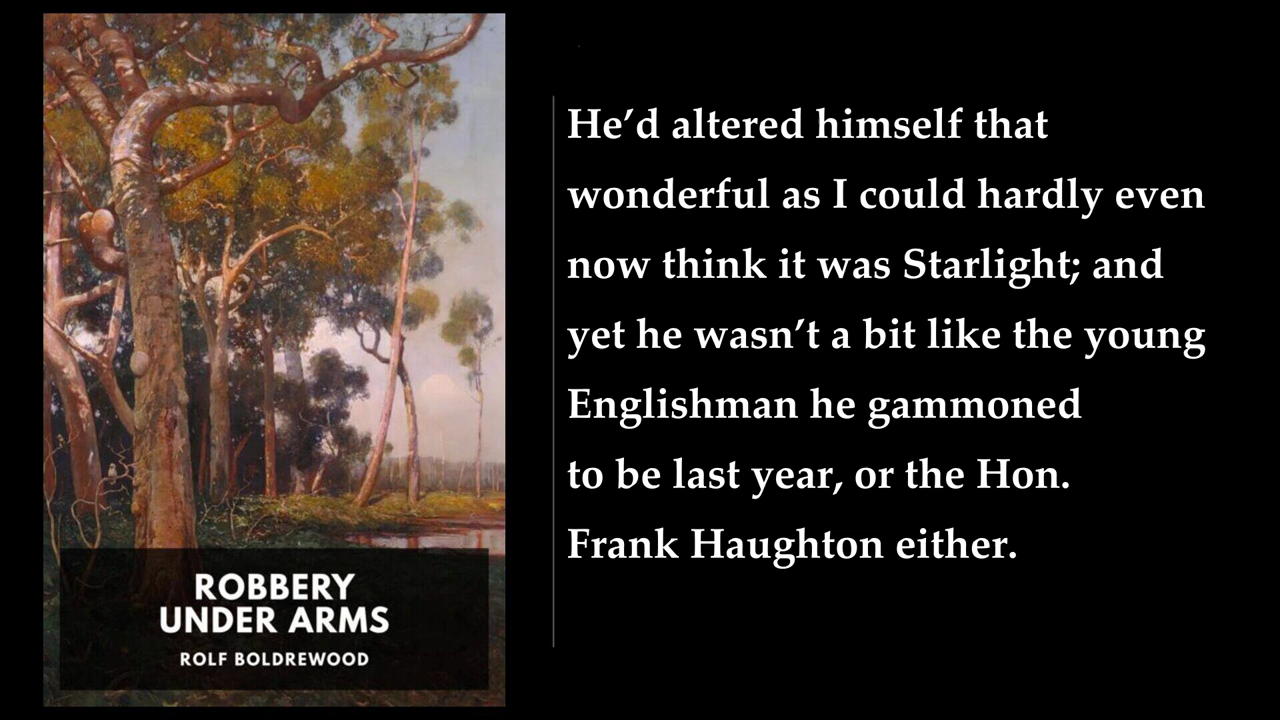 He’d altered himself that
wonderful as I could hardly even
now think it was Starlight; and
yet he wasn’t a bit like the young
Englishman he gammoned
to be last year, or the Hon.
Frank Haughton either.
ROBBERY
UNDER ARMS
ROLF BOLDREWOOD